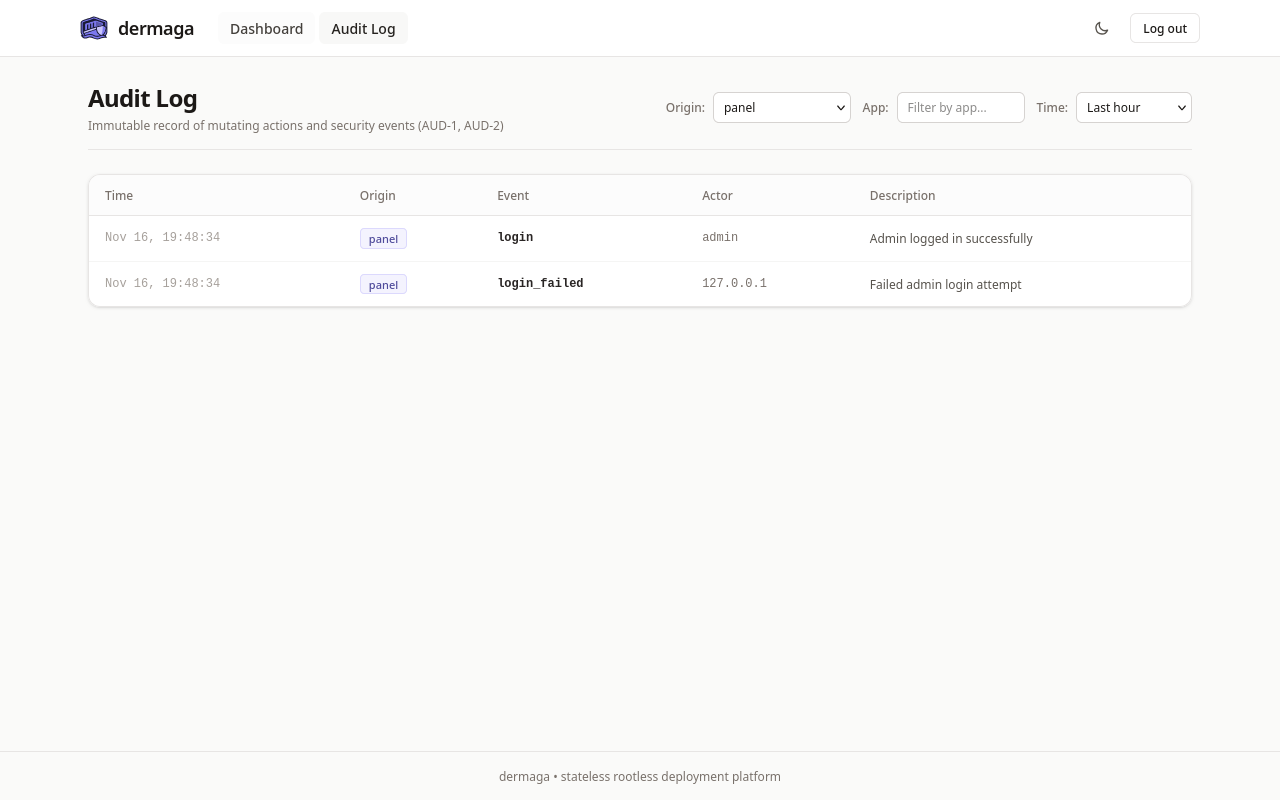 dermaga Dashboard Audit Log Log out
Audit Log
Immutable record of mutating actions and security events (AUD-1, AUD-2)
Origin: panel App: Filter by app... Time: Last hour
Time Origin Event Actor Description
Nov 16, 19:48:34 panel login admin Admin logged in successfully
Nov 16, 19:48:34 panel login_failed 127.0.0.1 Failed admin login attempt
dermaga • stateless rootless deployment platform